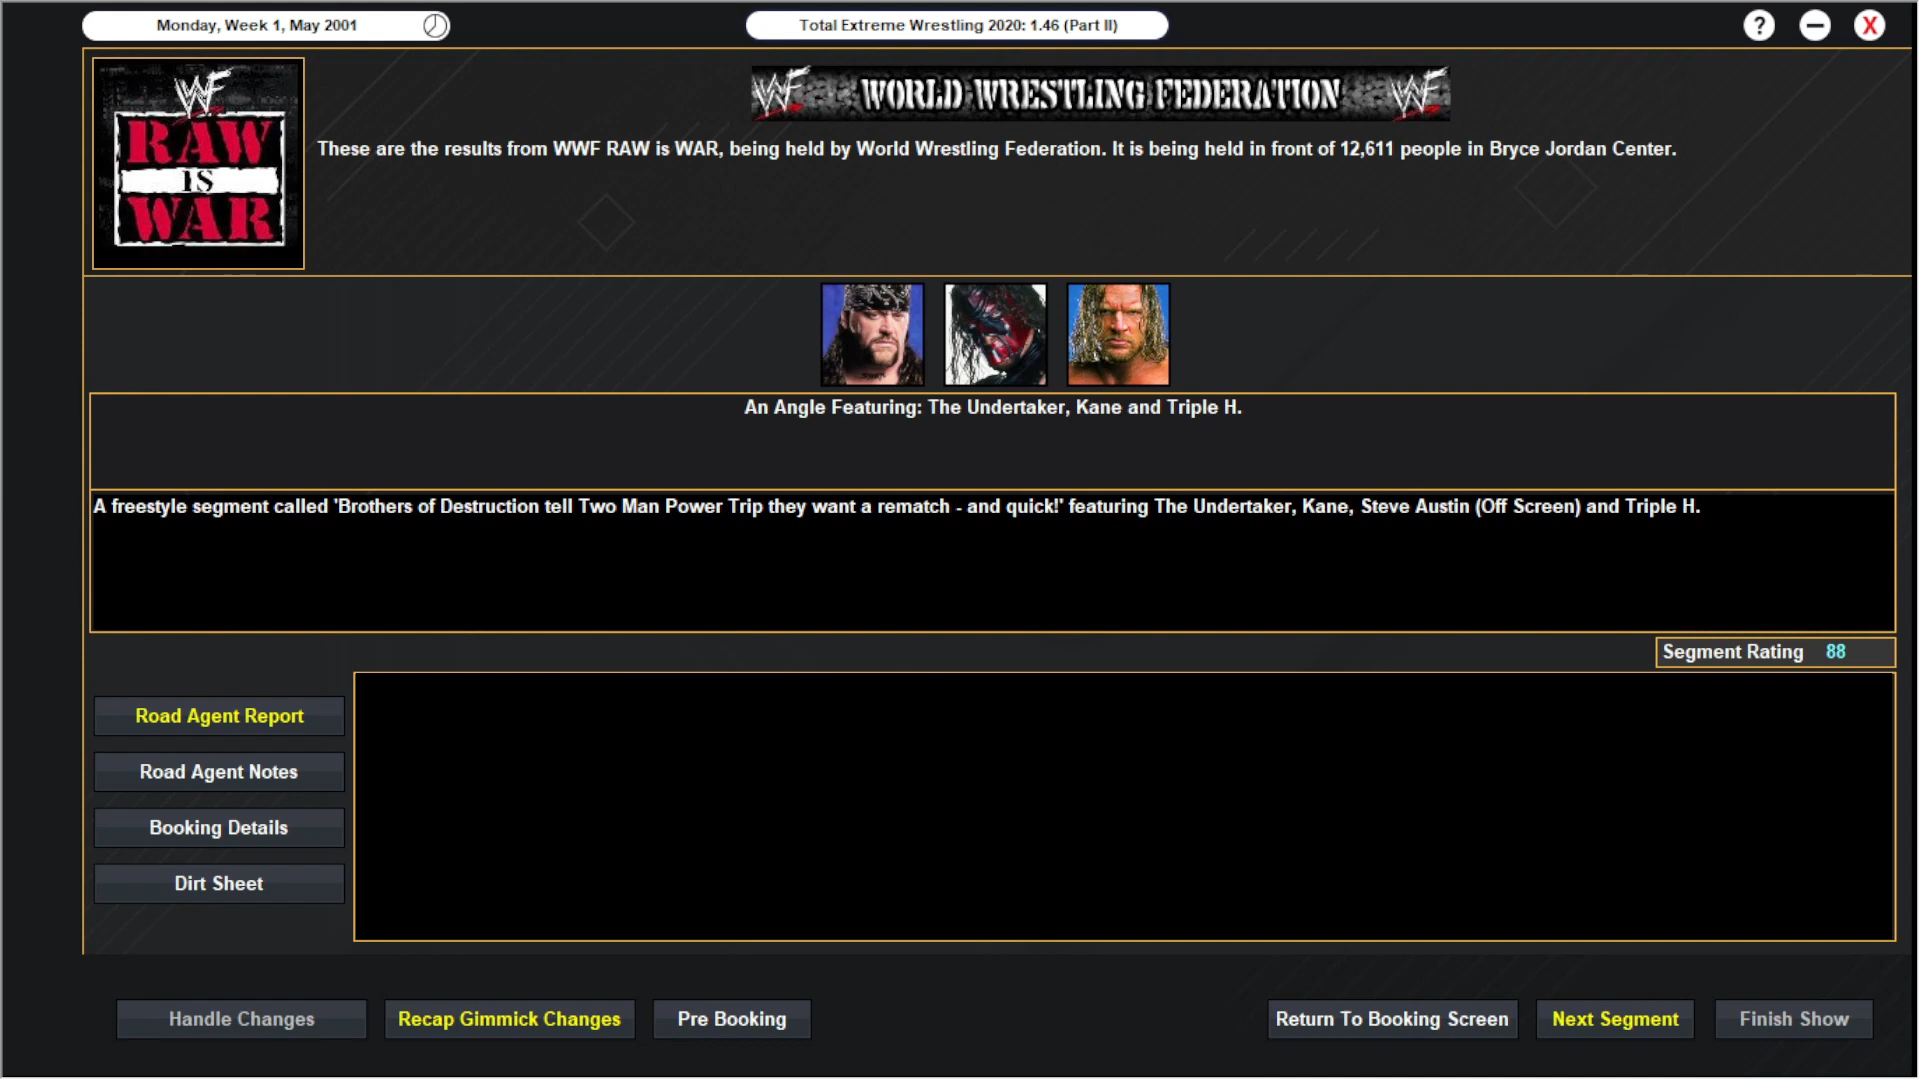 Monday, Week 1, May 2001
Total Extreme Wrestling 2020: 1.46 (Part II)
?
X
WF
RAW
IS
WAR
WF WORLD WRESTLING FEDERATION WF
These are the results from WWF RAW is WAR, being held by World Wrestling Federation. It is being held in front of 12,611 people in Bryce Jordan Center.
An Angle Featuring: The Undertaker, Kane and Triple H.
A freestyle segment called 'Brothers of Destruction tell Two Man Power Trip they want a rematch - and quick!' featuring The Undertaker, Kane, Steve Austin (Off Screen) and Triple H.
Segment Rating 88
Road Agent Report
Road Agent Notes
Booking Details
Dirt Sheet
Handle Changes
Recap Gimmick Changes
Pre Booking
Return To Booking Screen
Next Segment
Finish Show